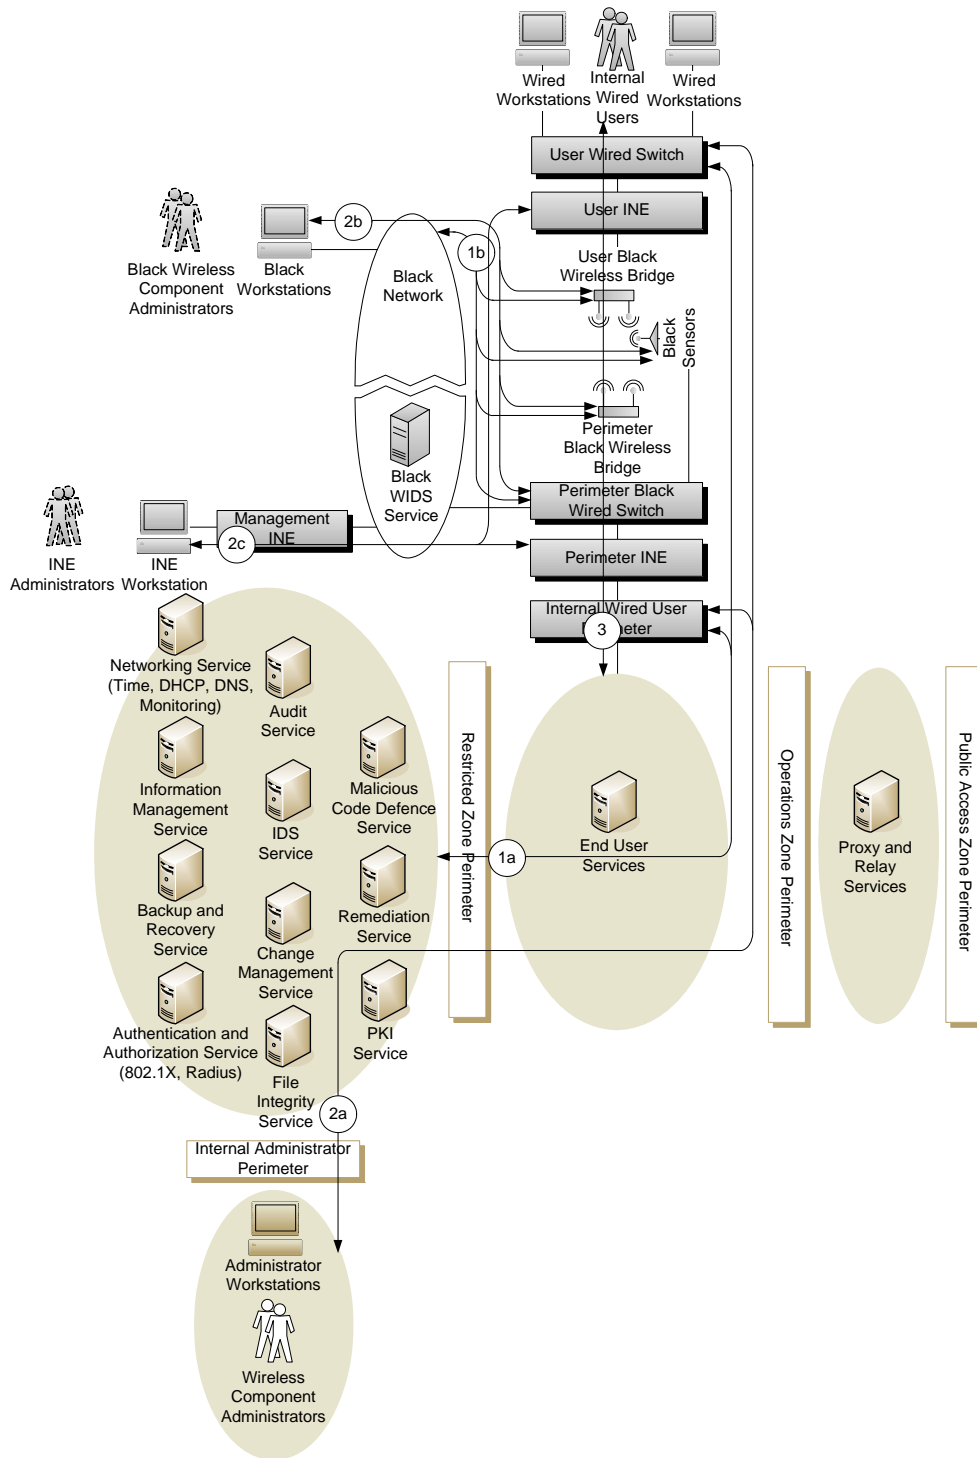 Wired
Workstations
Internal
Wired
Users
Wired
Workstations
User Wired Switch
User INE
2b
1b
Black Wireless
Component
Administrators
Black
Workstations
Black
Network
User Black
Wireless Bridge
Black
Sensors
Perimeter
Black Wireless
Bridge
Black
WIDS
Service
Perimeter Black
Wired Switch
Management
INE
2c
Perimeter INE
INE
Administrators
INE
Workstation
Internal Wired User
Perimeter
3
Networking Service
(Time, DHCP, DNS,
Monitoring)
Audit
Service
Information
Management
Service
IDS
Service
Malicious
Code Defence
Service
Restricted Zone Perimeter
End User
Services
Operations Zone Perimeter
Proxy and
Relay
Services
Public Access Zone Perimeter
1a
Backup and
Recovery
Service
Change
Management
Service
Remediation
Service
Authentication and
Authorization Service
(802.1X, Radius)
File
Integrity
Service
PKI
Service
2a
Internal Administrator
Perimeter
Administrator
Workstations
Wireless
Component
Administrators